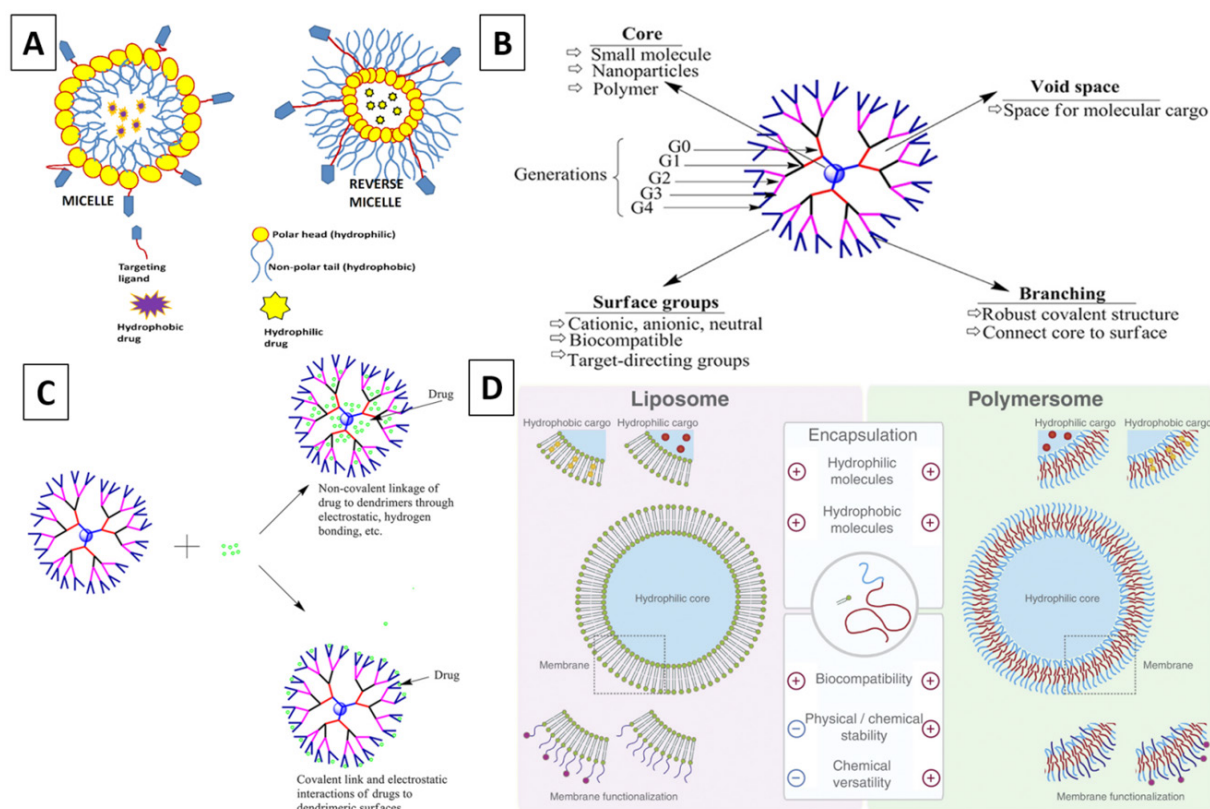 A
MICELLE
REVERSE
MICELLE
Targeting
ligand
Polar head (hydrophilic)
Non-polar tail (hydrophobic)
Hydrophobic
drug
Hydrophilic
drug
B
Core
⇨ Small molecule
⇨ Nanoparticles
⇨ Polymer
Void space
⇨Space for molecular cargo
Generations
G0
G1
G2
G3
G4
Surface groups
⇨ Cationic, anionic, neutral
⇨ Biocompatible
⇨ Target-directing groups
Branching
⇨Robust covalent structure
⇨Connect core to surface
C
Drug
Non-covalent linkage of
drug to dendrimers through
electrostatic, hydrogen
bonding, etc.
+
Drug
Covalent link and electrostatic
interactions of drugs to
dendrimeric surfaces
D
Liposome
Hydrophobic cargo
Hydrophilic cargo
Hydrophilic core
Membrane
Membrane functionalization
Encapsulation
+ Hydrophilic +
molecules
+ Hydrophobic +
molecules
+ Biocompatibility +
− Physical / chemical +
stability
− Chemical +
versatility
Polymersome
Hydrophilic cargo
Hydrophobic cargo
Hydrophilic core
Membrane
Membrane functionalization